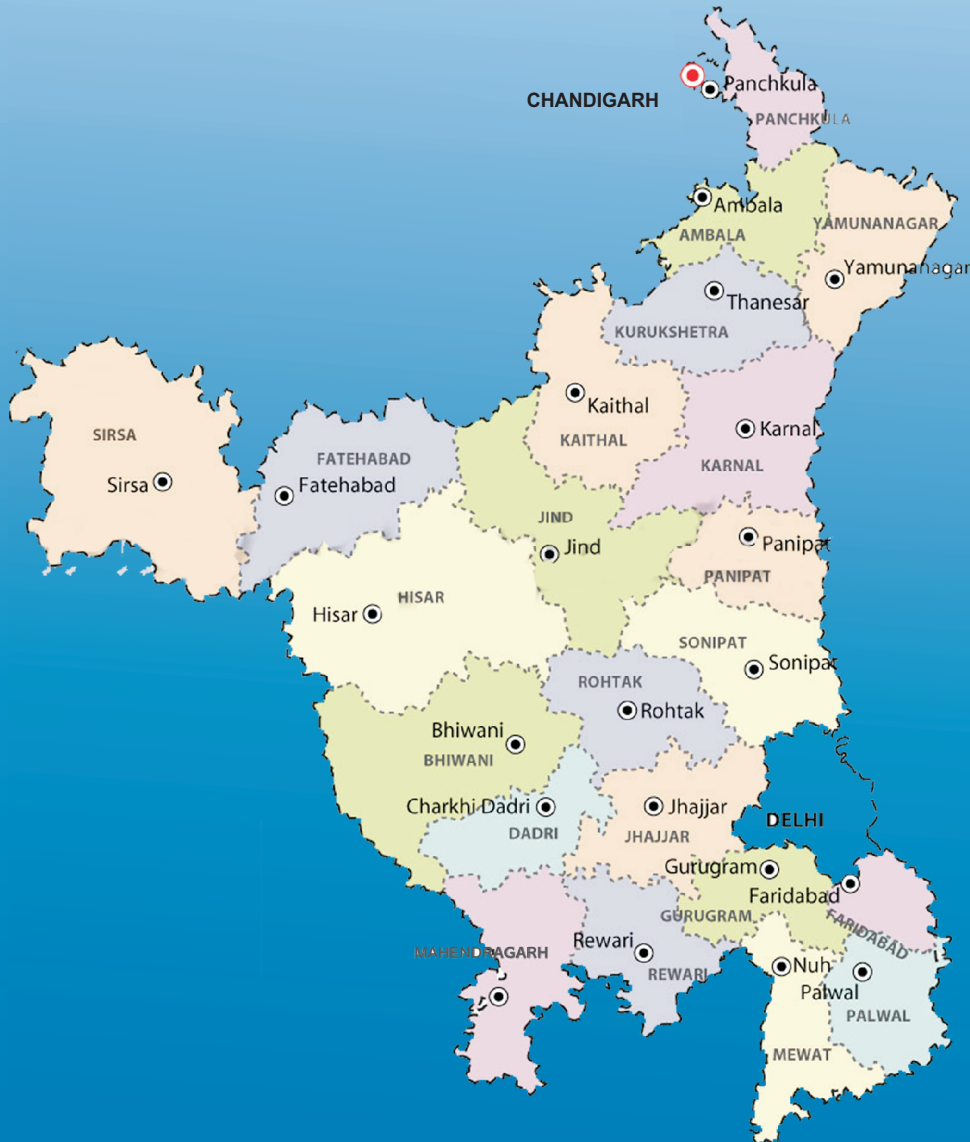 Panchkula
CHANDIGARH
PANCHKULA
Ambala
AMBALA
YAMUNANAGAR
Yamunanagar
Thanesar
KURUKSHETRA
Kaithal
KAITHAL
Karnal
KARNAL
SIRSA
Sirsa
FATEHABAD
Fatehabad
JIND
Jind
Panipat
PANIPAT
HISAR
Hisar
SONIPAT
Sonipat
ROHTAK
Rohtak
Bhiwani
BHIWANI
Charkhi Dadri
DADRI
Jhajjar
JHAJJAR
DELHI
Gurugram
GURUGRAM
Faridabad
FARIDABAD
MAHENDRAGARH
Rewari
REWARI
Nuh
Palwal
PALWAL
MEWAT